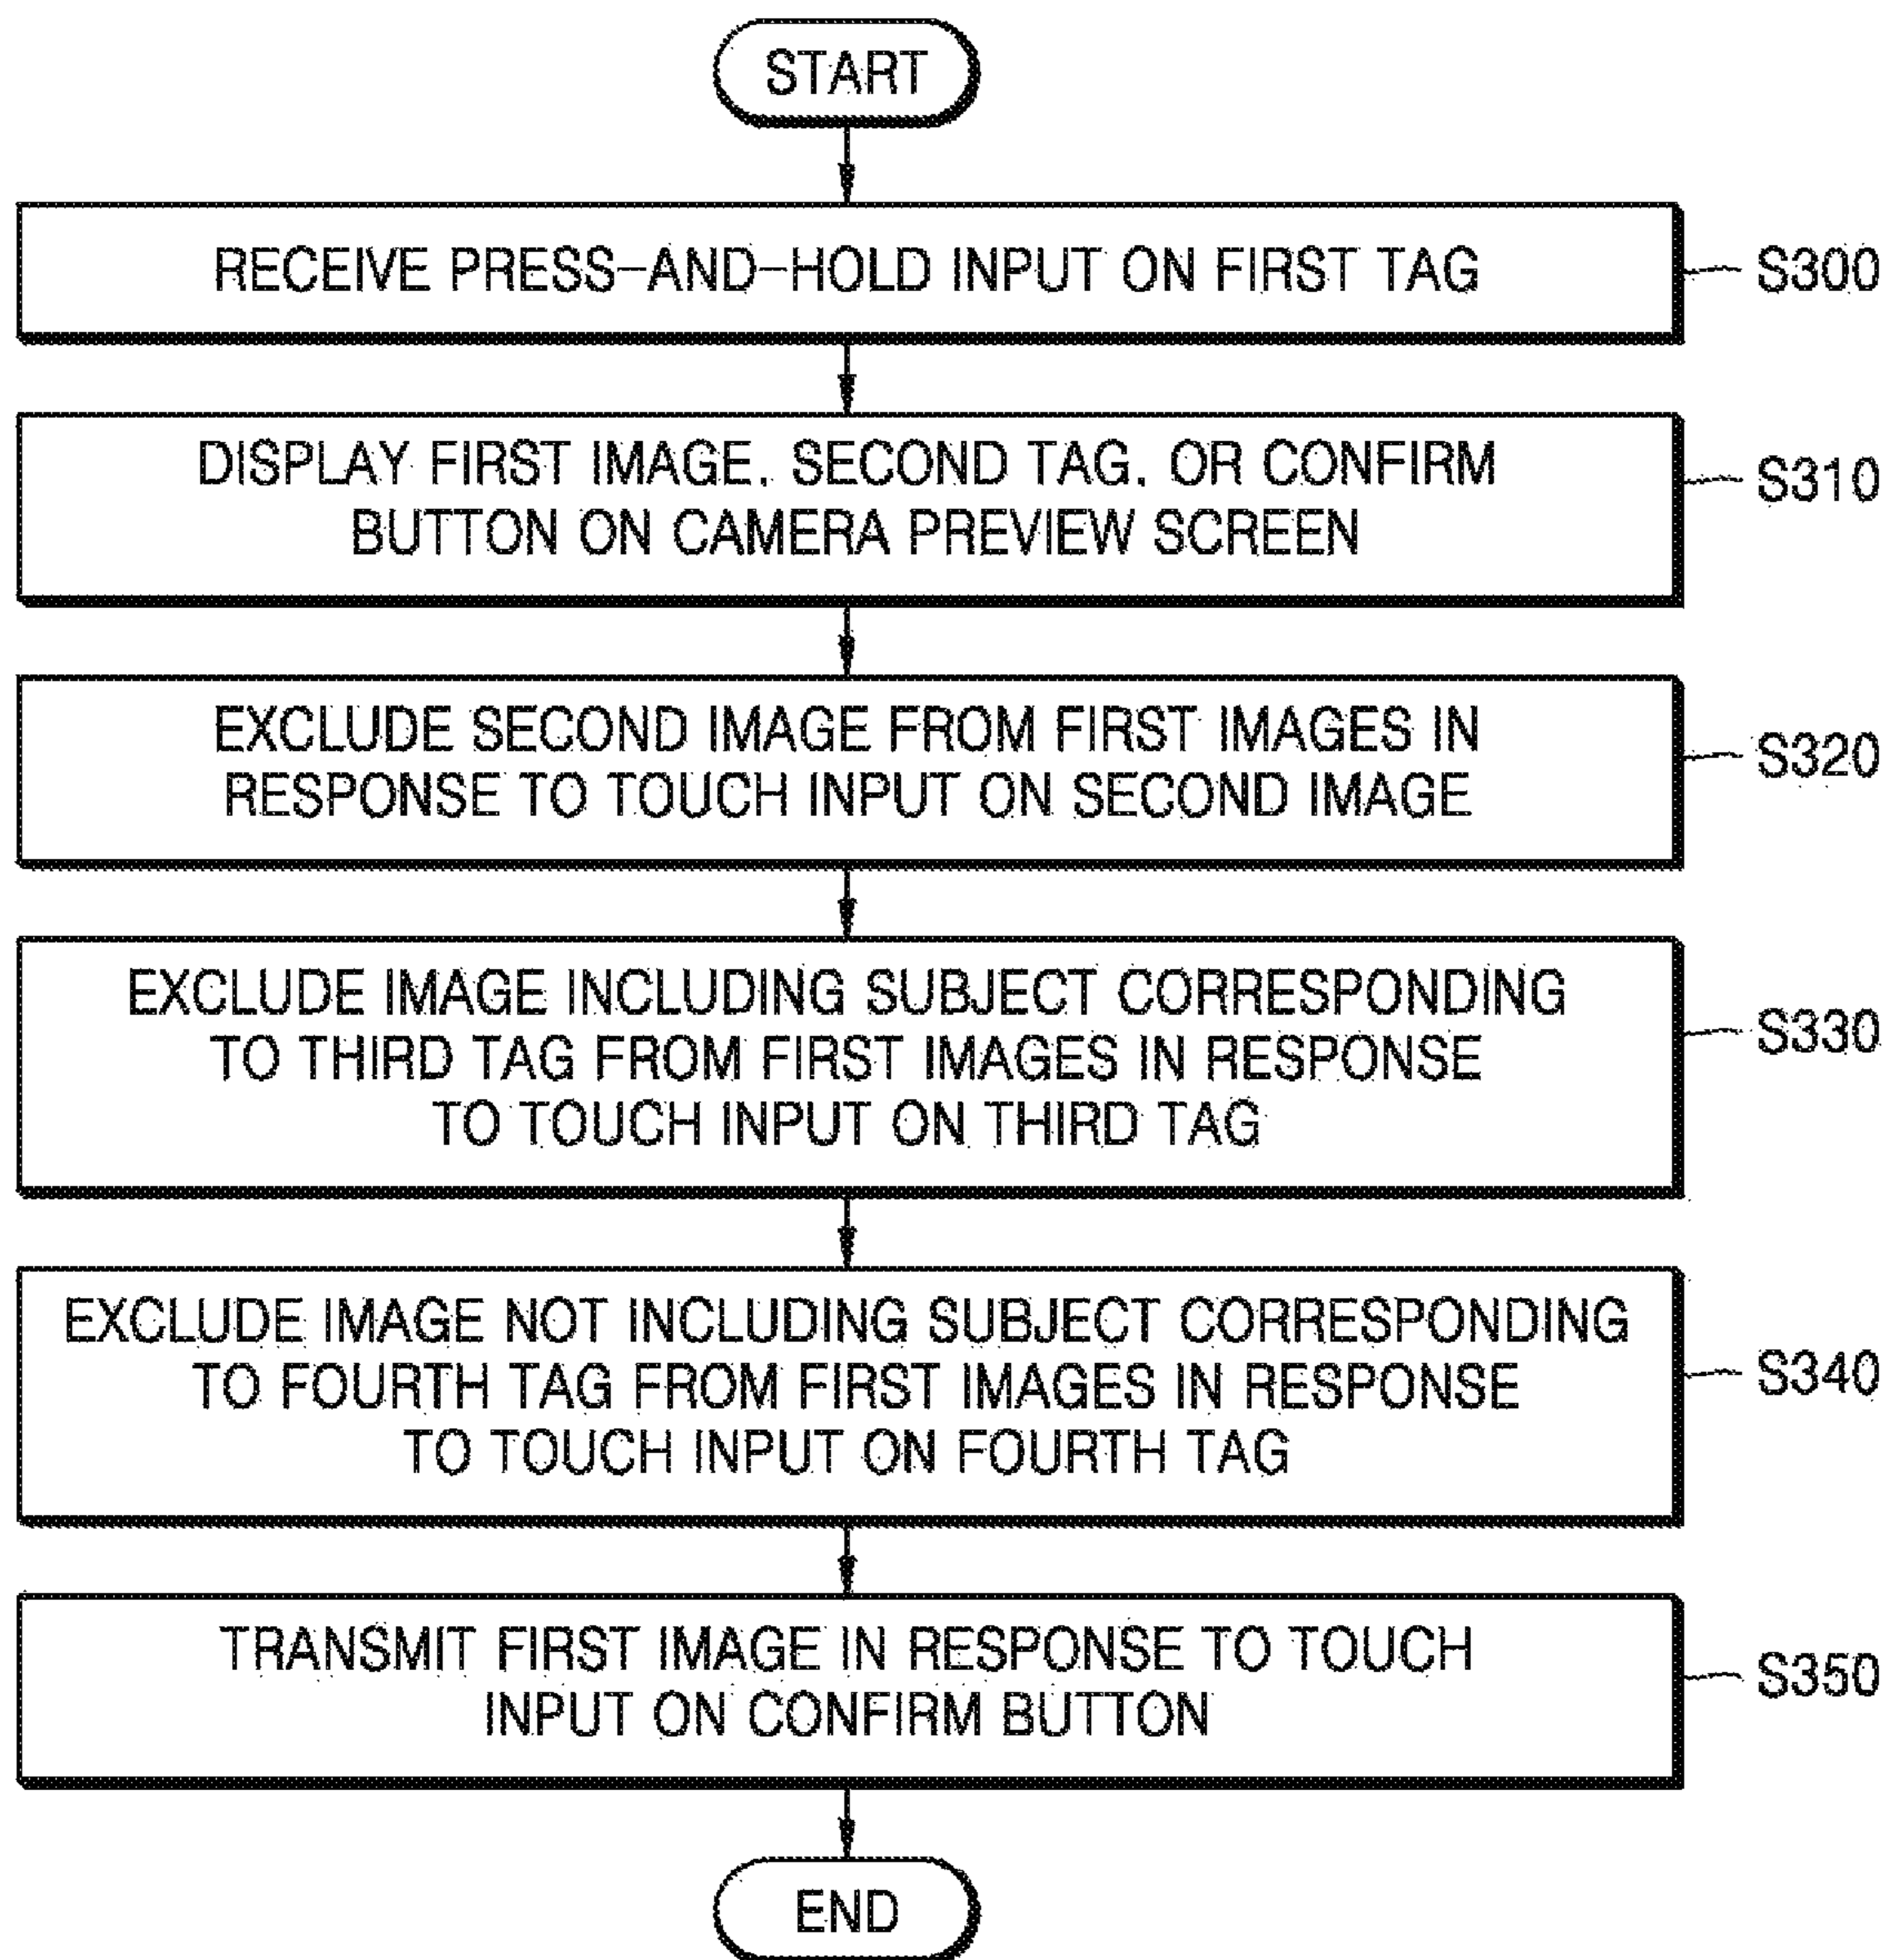 START
RECEIVE PRESS-AND-HOLD INPUT ON FIRST TAG
S300
DISPLAY FIRST IMAGE, SECOND TAG, OR CONFIRM
BUTTON ON CAMERA PREVIEW SCREEN
S310
EXCLUDE SECOND IMAGE FROM FIRST IMAGES IN
RESPONSE TO TOUCH INPUT ON SECOND IMAGE
S320
EXCLUDE IMAGE INCLUDING SUBJECT CORRESPONDING
TO THIRD TAG FROM FIRST IMAGES IN RESPONSE
TO TOUCH INPUT ON THIRD TAG
S330
EXCLUDE IMAGE NOT INCLUDING SUBJECT CORRESPONDING
TO FOURTH TAG FROM FIRST IMAGES IN RESPONSE
TO TOUCH INPUT ON FOURTH TAG
S340
TRANSMIT FIRST IMAGE IN RESPONSE TO TOUCH
INPUT ON CONFIRM BUTTON
S350
END